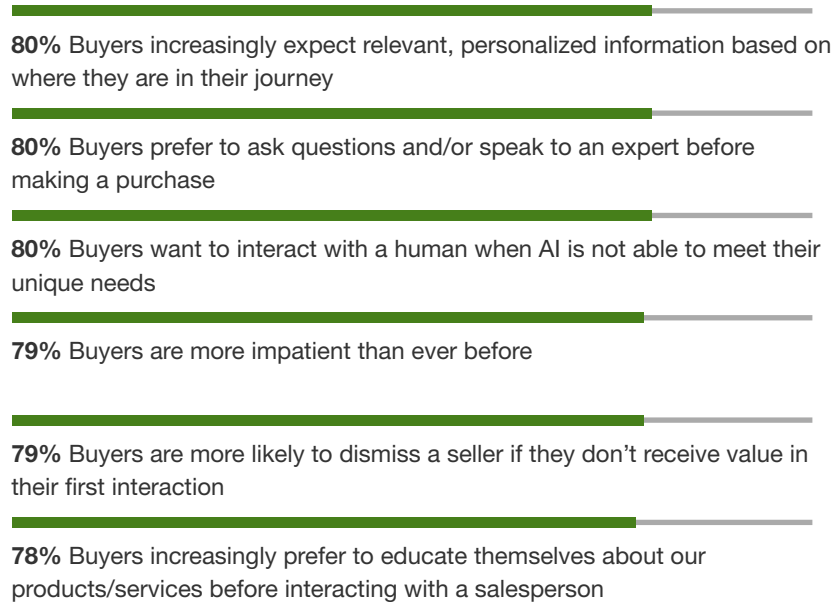 80% Buyers increasingly expect relevant, personalized information based on
where they are in their journey
80% Buyers prefer to ask questions and/or speak to an expert before
making a purchase
80% Buyers want to interact with a human when AI is not able to meet their
unique needs
79% Buyers are more impatient than ever before
79% Buyers are more likely to dismiss a seller if they don’t receive value in
their first interaction
78% Buyers increasingly prefer to educate themselves about our
products/services before interacting with a salesperson